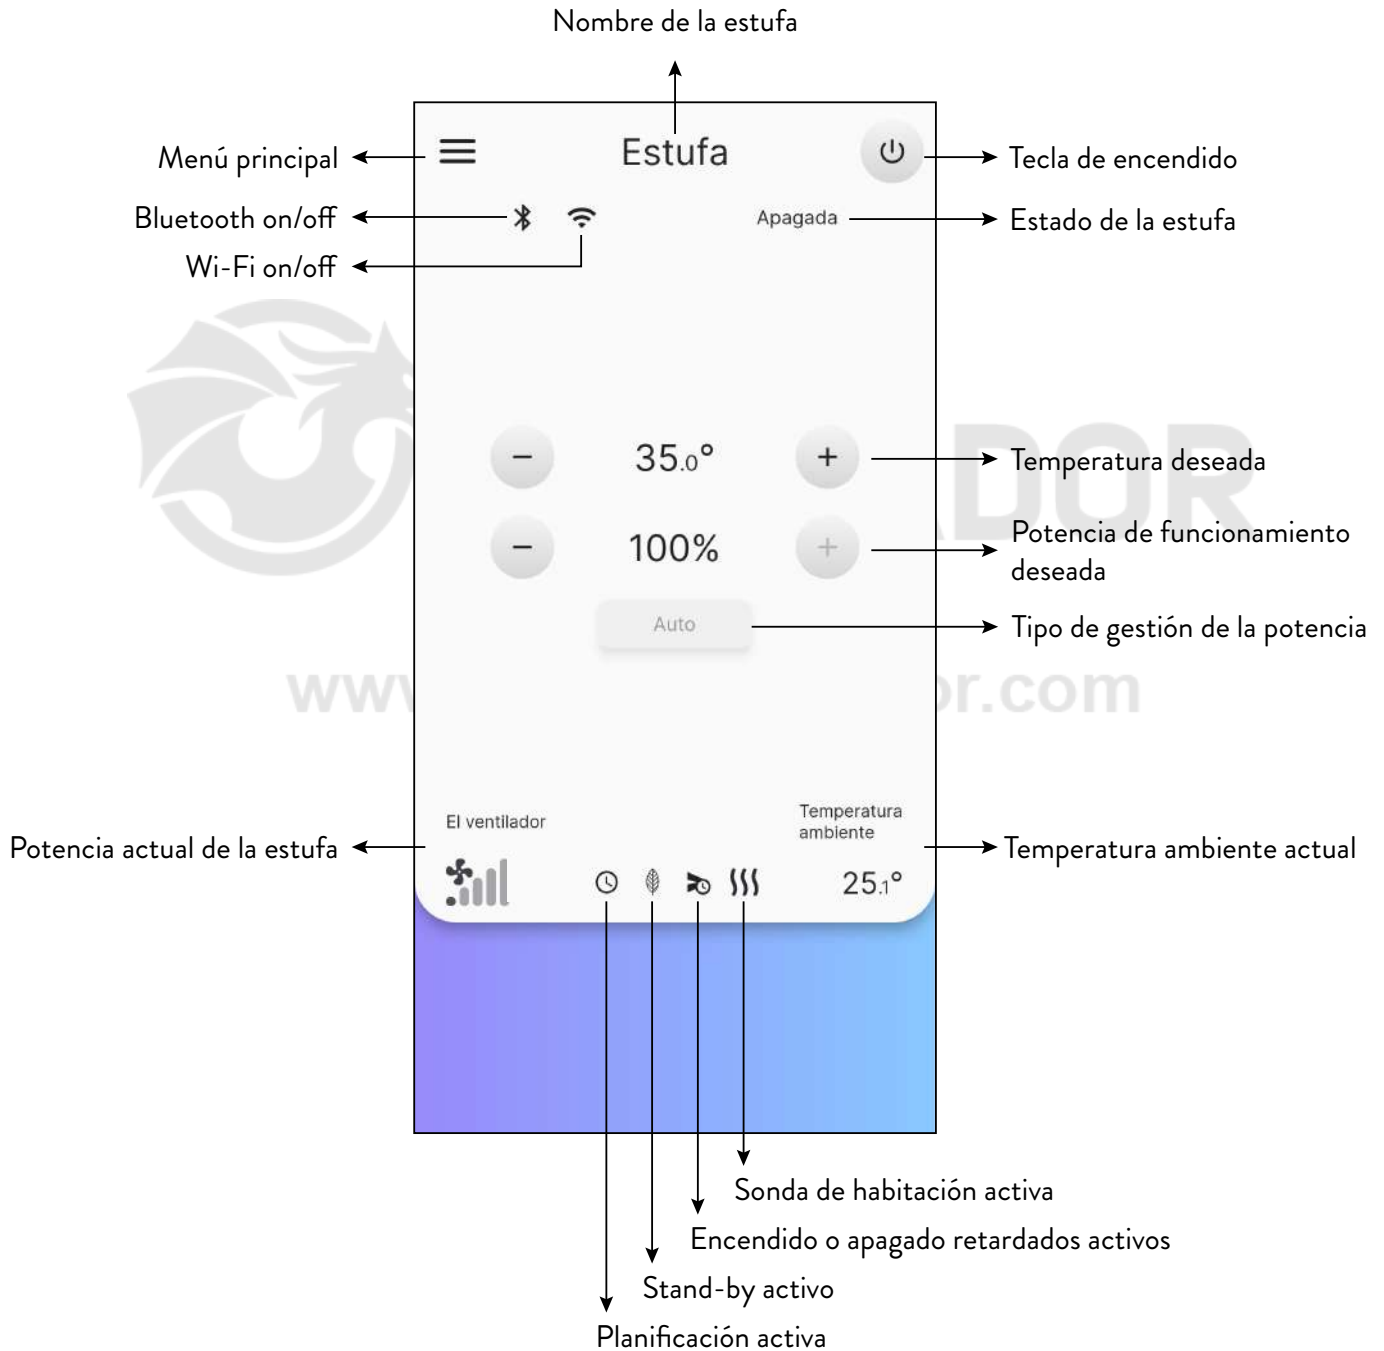 Nombre de la estufa
Menú principal
Estufa
Tecla de encendido
Bluetooth on/off
Apagada
Estado de la estufa
Wi-Fi on/off
35.0°
Temperatura deseada
100%
Potencia de funcionamiento
deseada
Auto
Tipo de gestión de la potencia
El ventilador
Temperatura
ambiente
Potencia actual de la estufa
Temperatura ambiente actual
25.1°
Sonda de habitación activa
Encendido o apagado retardados activos
Stand-by activo
Planificación activa